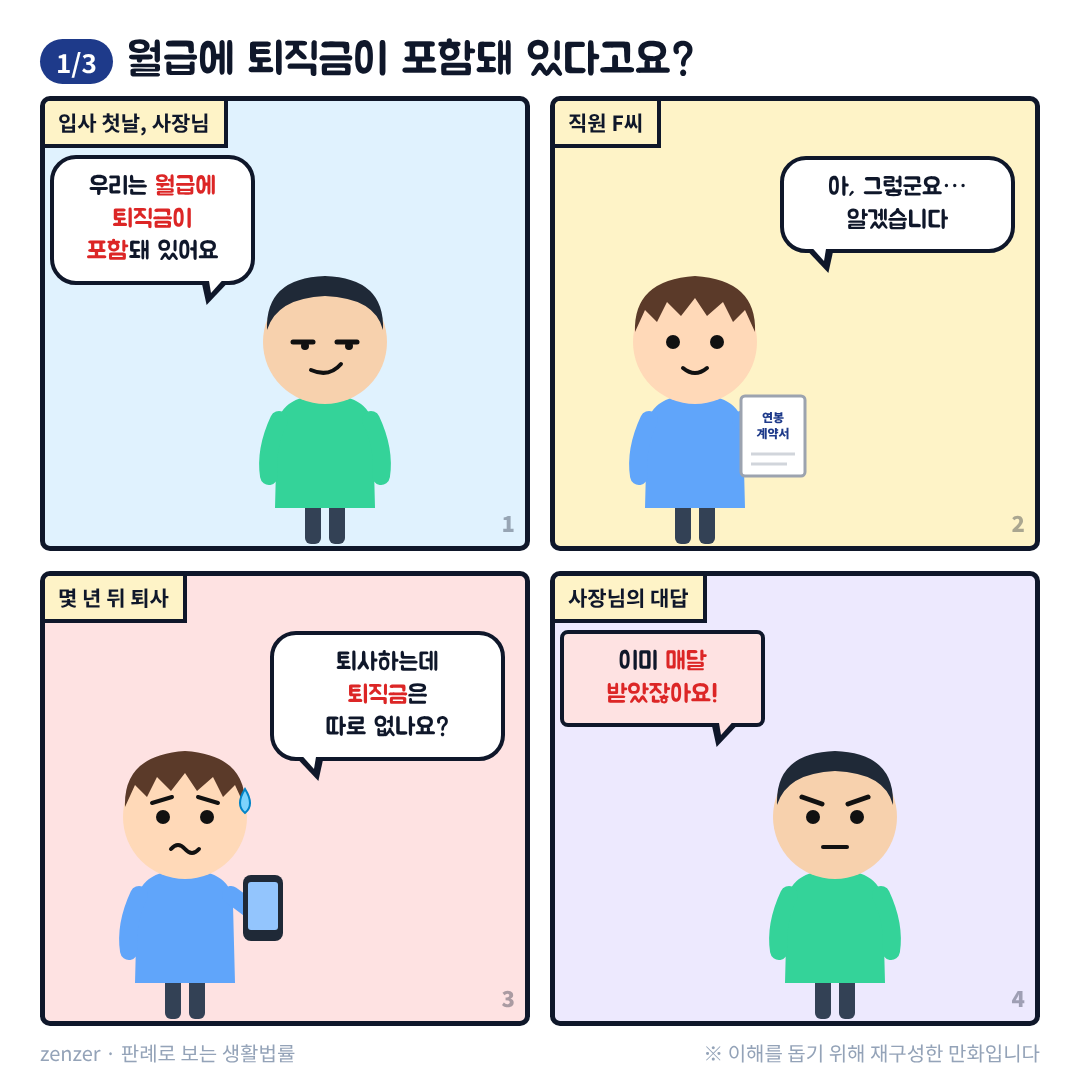 1/3 월급에 퇴직금이 포함돼 있다고요?
입사 첫날, 사장님
우리는 월급에
퇴직금이
포함돼 있어요
1
직원 F씨
아, 그렇군요…
알겠습니다
연봉
계약서
2
몇 년 뒤 퇴사
퇴사하는데
퇴직금은
따로 없나요?
3
사장님의 대답
이미 매달
받았잖아요!
4
zenzer · 판례로 보는 생활법률
※ 이해를 돕기 위해 재구성한 만화입니다